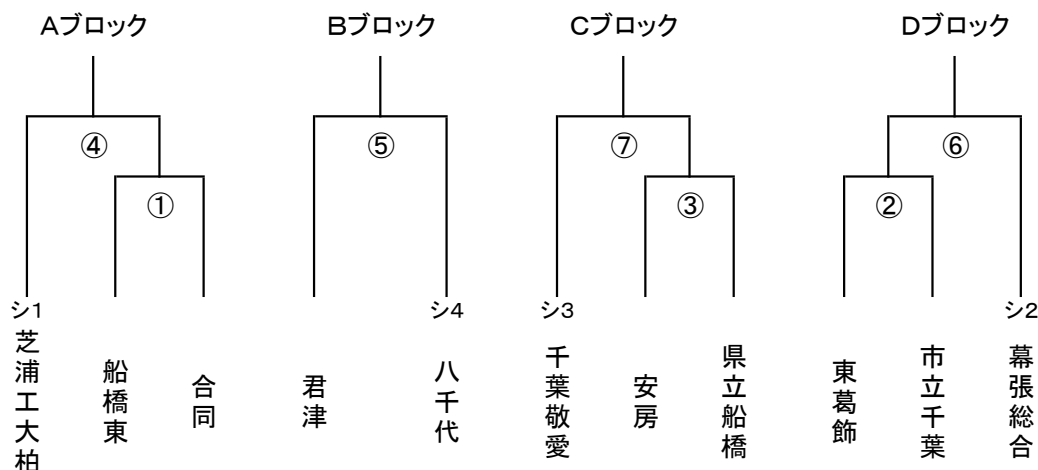 Aブロック
Bブロック
Cブロック
Dブロック
④
⑤
⑦
⑥
①
③
②
シ1
シ4
シ3
シ2
芝浦工大柏
船橋東
合同
君津
八千代
千葉敬愛
安房
県立船橋
東葛飾
市立千葉
幕張総合